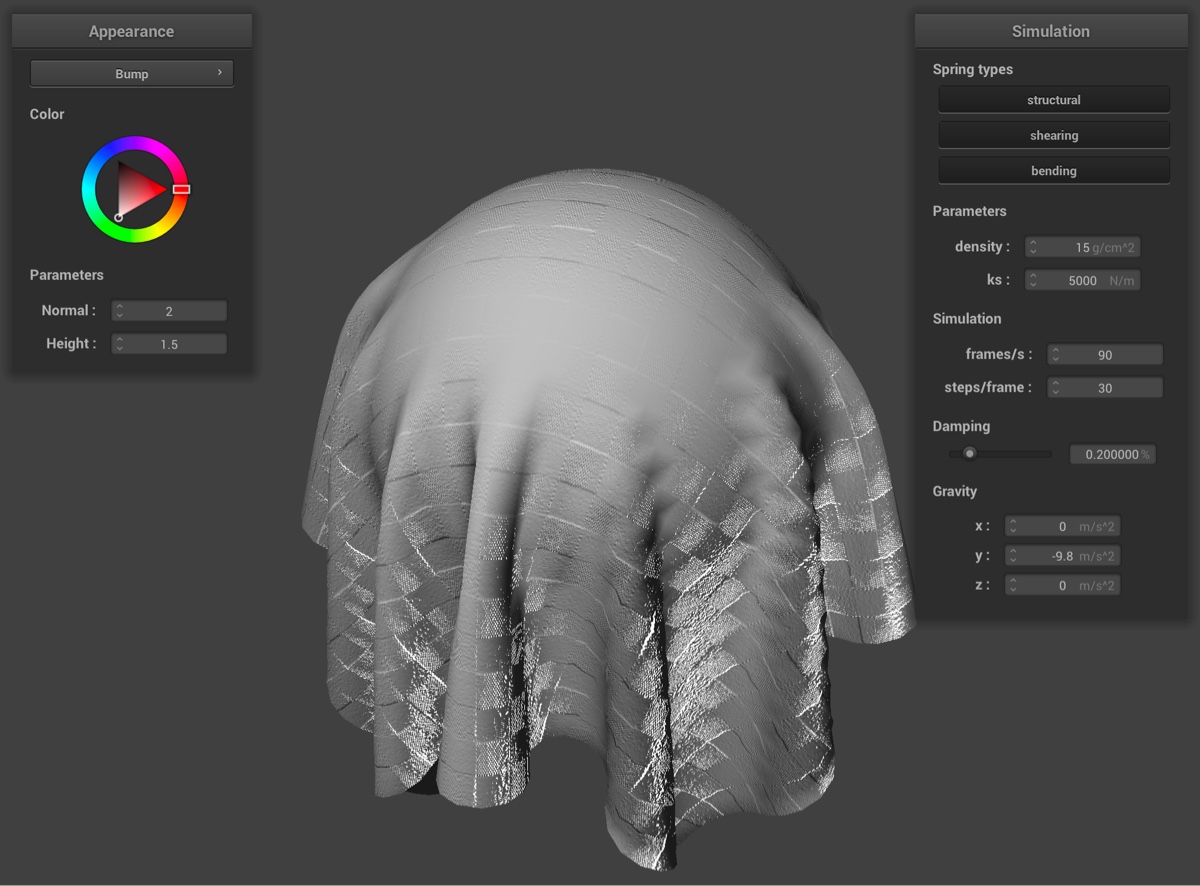 Appearance
Bump ›
Color
Parameters
Normal : 2
Height : 1.5
Simulation
Spring types
structural
shearing
bending
Parameters
density : 15 g/cm^2
ks : 5000 N/m
Simulation
frames/s : 90
steps/frame : 30
Damping
0.200000 %
Gravity
x : 0 m/s^2
y : -9.8 m/s^2
z : 0 m/s^2